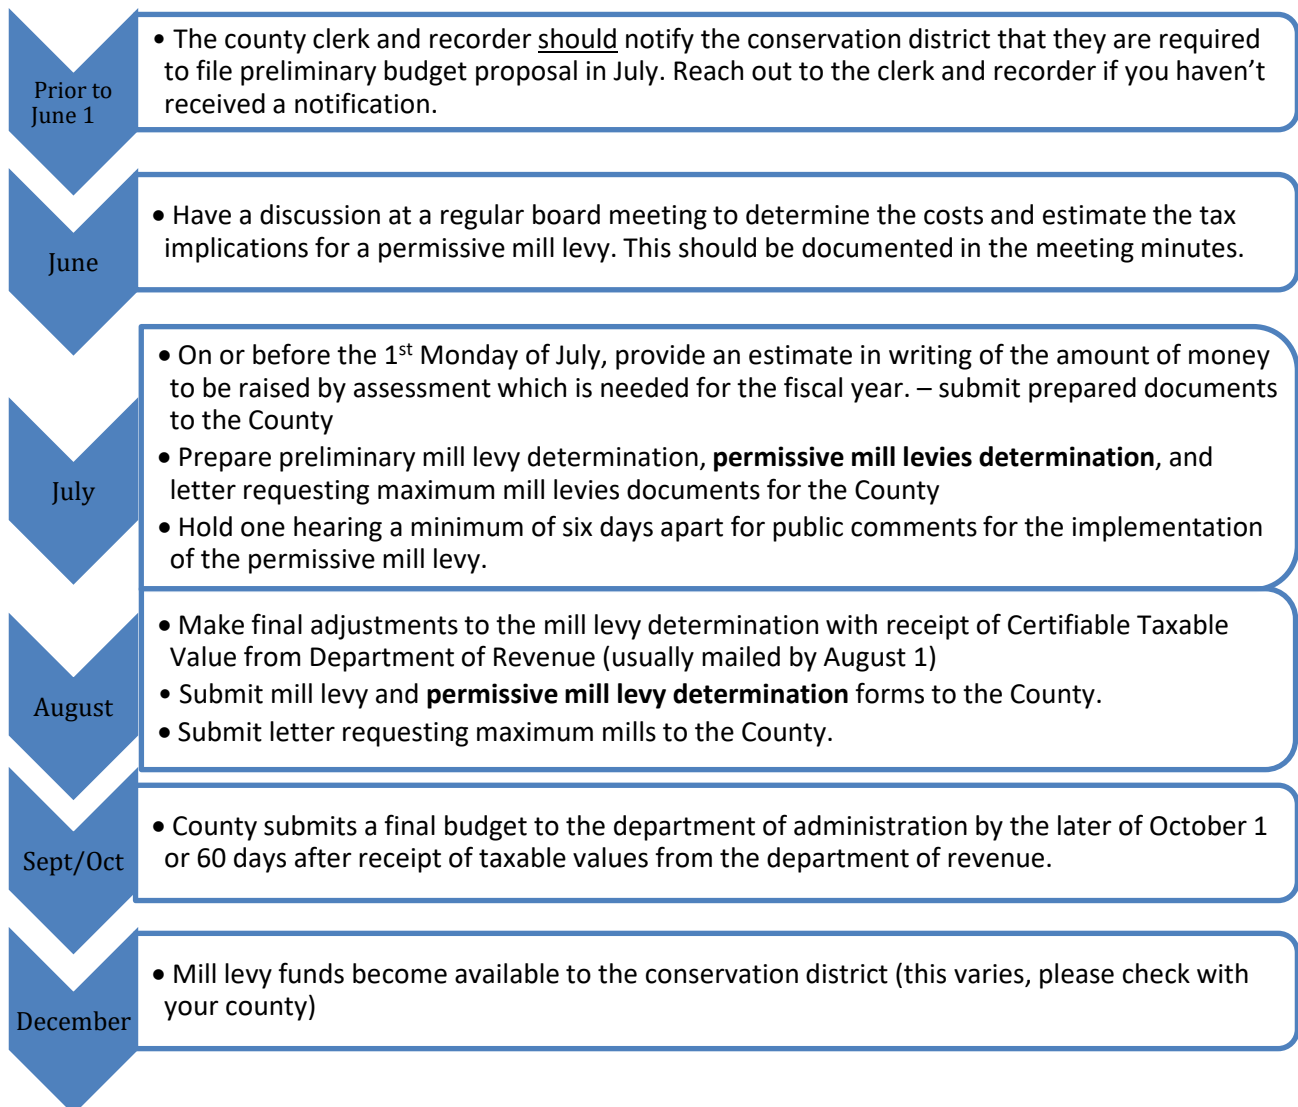 Prior to
June 1
• The county clerk and recorder should notify the conservation district that they are required
to file preliminary budget proposal in July. Reach out to the clerk and recorder if you haven’t
received a notification.
June
• Have a discussion at a regular board meeting to determine the costs and estimate the tax
implications for a permissive mill levy. This should be documented in the meeting minutes.
July
• On or before the 1st Monday of July, provide an estimate in writing of the amount of money
to be raised by assessment which is needed for the fiscal year. – submit prepared documents
to the County
• Prepare preliminary mill levy determination, permissive mill levies determination, and
letter requesting maximum mill levies documents for the County
• Hold one hearing a minimum of six days apart for public comments for the implementation
of the permissive mill levy.
August
• Make final adjustments to the mill levy determination with receipt of Certifiable Taxable
Value from Department of Revenue (usually mailed by August 1)
• Submit mill levy and permissive mill levy determination forms to the County.
• Submit letter requesting maximum mills to the County.
Sept/Oct
• County submits a final budget to the department of administration by the later of October 1
or 60 days after receipt of taxable values from the department of revenue.
December
• Mill levy funds become available to the conservation district (this varies, please check with
your county)